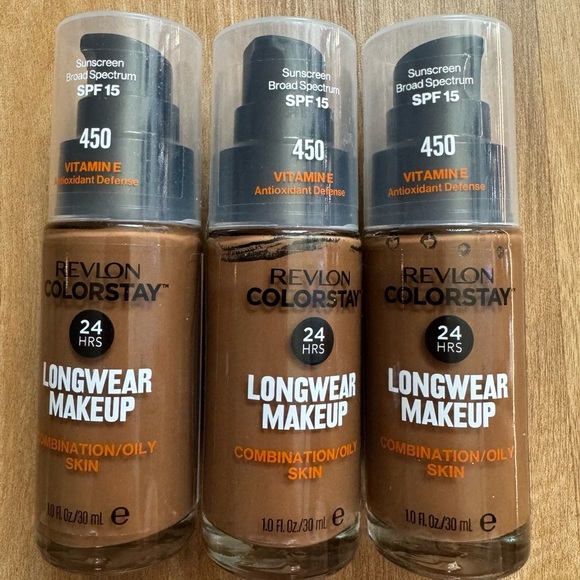 Sunscreen
Broad Spectrum
SPF 15
450
VITAMIN E
Antioxidant Defense
REVLON
COLORSTAY™
24
HRS
LONGWEAR
MAKEUP
COMBINATION/OILY
SKIN
1.0 Fl. Oz./30 mL e
Sunscreen
Broad Spectrum
SPF 15
450
VITAMIN E
Antioxidant Defense
REVLON
COLORSTAY™
24
HRS
LONGWEAR
MAKEUP
COMBINATION/OILY
SKIN
1.0 Fl. Oz./30 mL e
Sunscreen
Broad Spectrum
SPF 15
450
VITAMIN E
Antioxidant Defense
REVLON
COLORSTAY™
24
HRS
LONGWEAR
MAKEUP
COMBINATION/OILY
SKIN
1.0 Fl. Oz./30 mL e